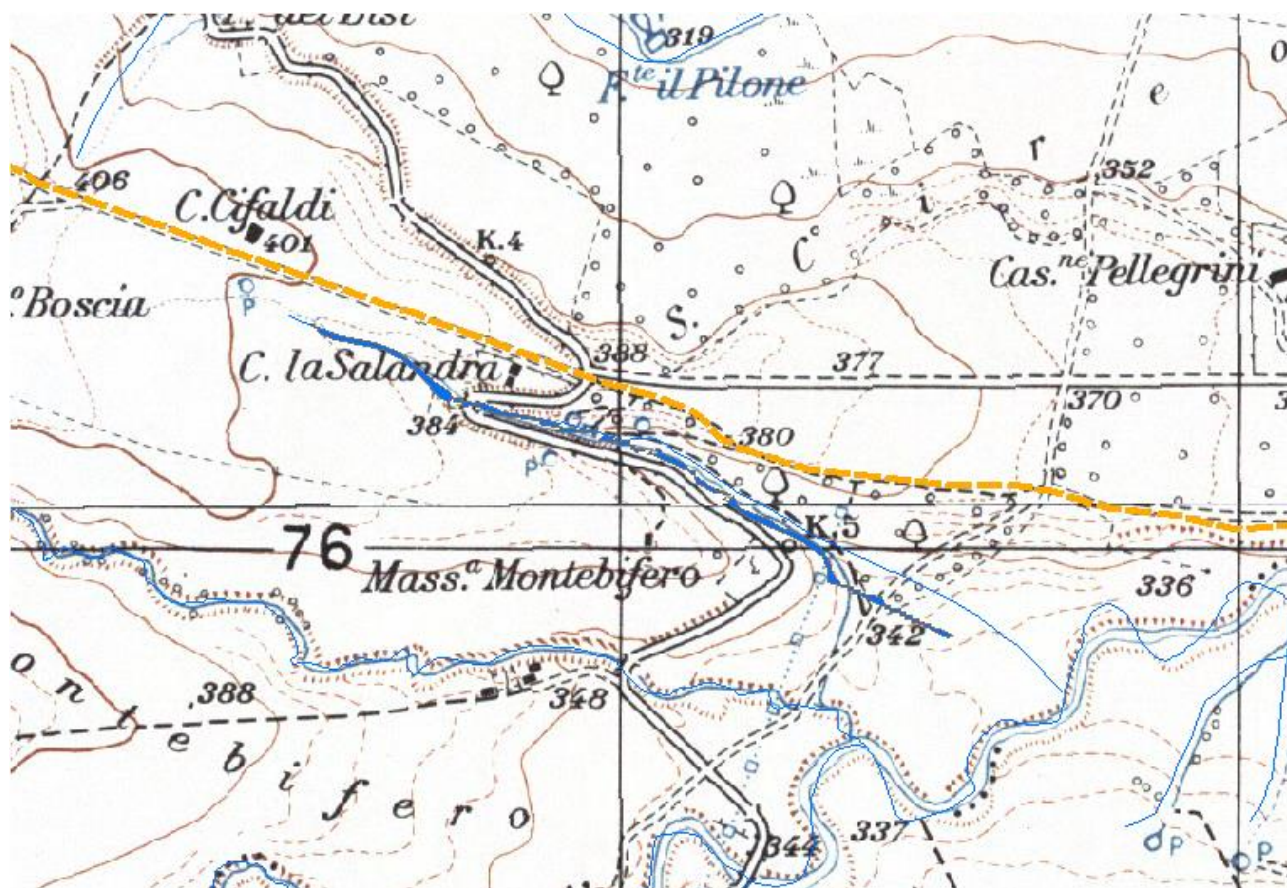 319
F.te il Pilone
e
r
352
406
C. Cifaldi
401
K.4
i
C
Cas.ne Pellegrini
P
Boscia
S.
388
377
C. la Salandra
370
384
380
P
76
K.5
Mass.a Montebifero
336
342
o
n
t
e
b
i
f
e
r
o
388
348
337
344
P
P